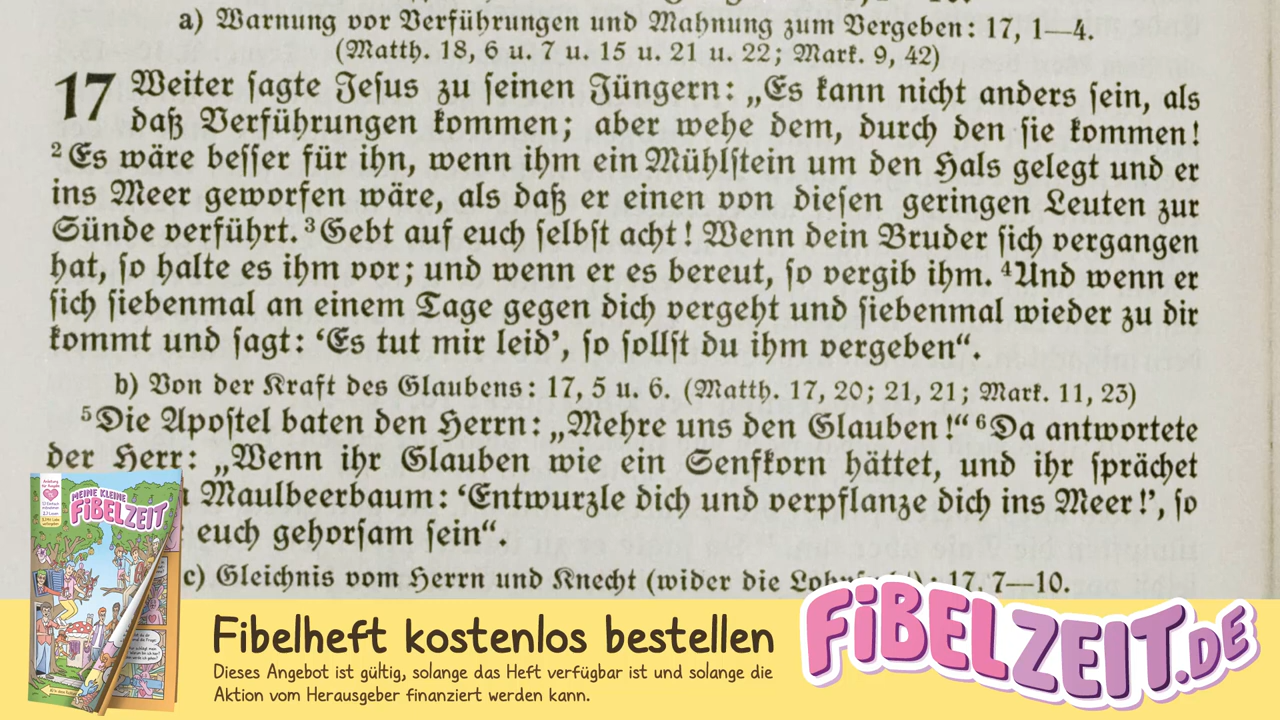 a) Warnung vor Verführungen und Mahnung zum Vergeben: 17, 1—4.
(Matth. 18, 6 u. 7 u. 15 u. 21 u. 22; Mark. 9, 42)
17 Weiter sagte Jesus zu seinen Jüngern: „Es kann nicht anders sein, als
daß Verführungen kommen; aber wehe dem, durch den sie kommen!
2 Es wäre besser für ihn, wenn ihm ein Mühlstein um den Hals gelegt und er
ins Meer geworfen wäre, als daß er einen von diesen geringen Leuten zur
Sünde verführt. 3 Gebt auf euch selbst acht! Wenn dein Bruder sich vergangen
hat, so halte es ihm vor; und wenn er es bereut, so vergib ihm. 4 Und wenn er
sich siebenmal an einem Tage gegen dich vergeht und siebenmal wieder zu dir
kommt und sagt: ‘Es tut mir leid’, so sollst du ihm vergeben“.
b) Von der Kraft des Glaubens: 17, 5 u. 6. (Matth. 17, 20; 21, 21; Mark. 11, 23)
5 Die Apostel baten den Herrn: „Mehre uns den Glauben!“ 6 Da antwortete
der Herr: „Wenn ihr Glauben wie ein Senfkorn hättet, und ihr sprächet
Maulbeerbaum: ‘Entwurzle dich und verpflanze dich ins Meer!’, so
euch gehorsam sein“.
c) Gleichnis vom Herrn und Knecht (wider die 17, 7—10.
MEINE KLEINE
FiBELZEIT
Fibelheft kostenlos bestellen
Dieses Angebot ist gültig, solange das Heft verfügbar ist und solange die
Aktion vom Herausgeber finanziert werden kann.
FiBELZEIT.DE